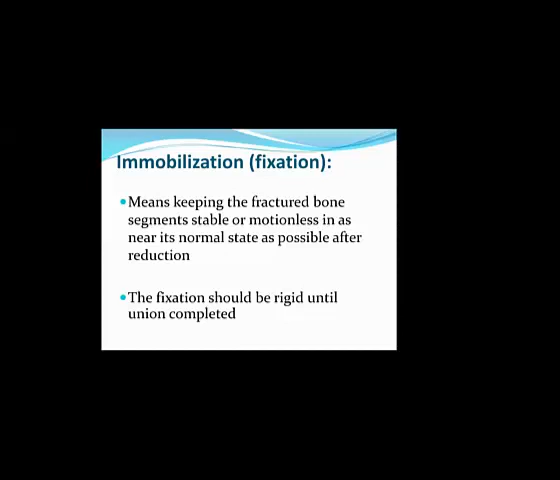 Immobilization (fixation):
•Means keeping the fractured bone
segments stable or motionless in as
near its normal state as possible after
reduction
•The fixation should be rigid until
union completed